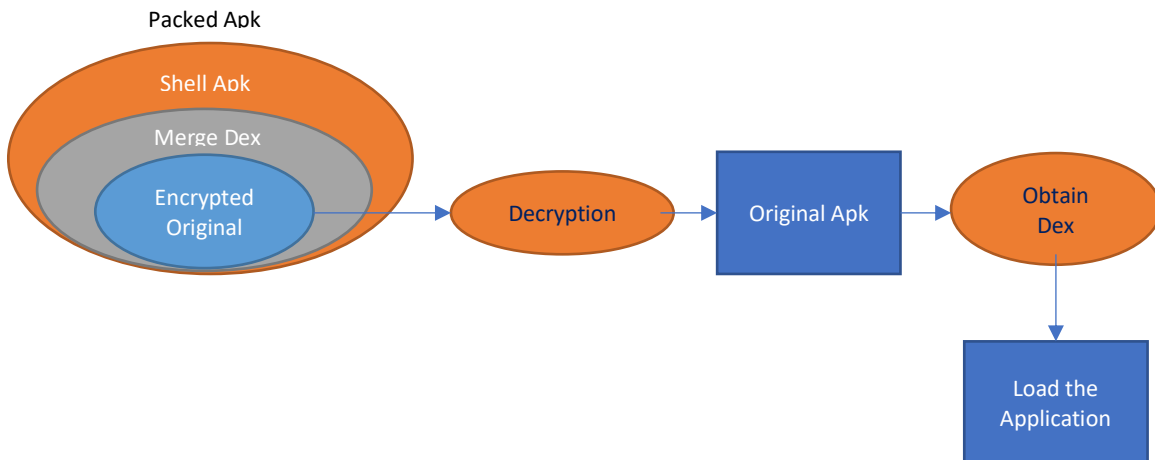 Packed Apk
Shell Apk
Merge Dex
Encrypted
Original
Decryption
Original Apk
Obtain
Dex
Load the
Application